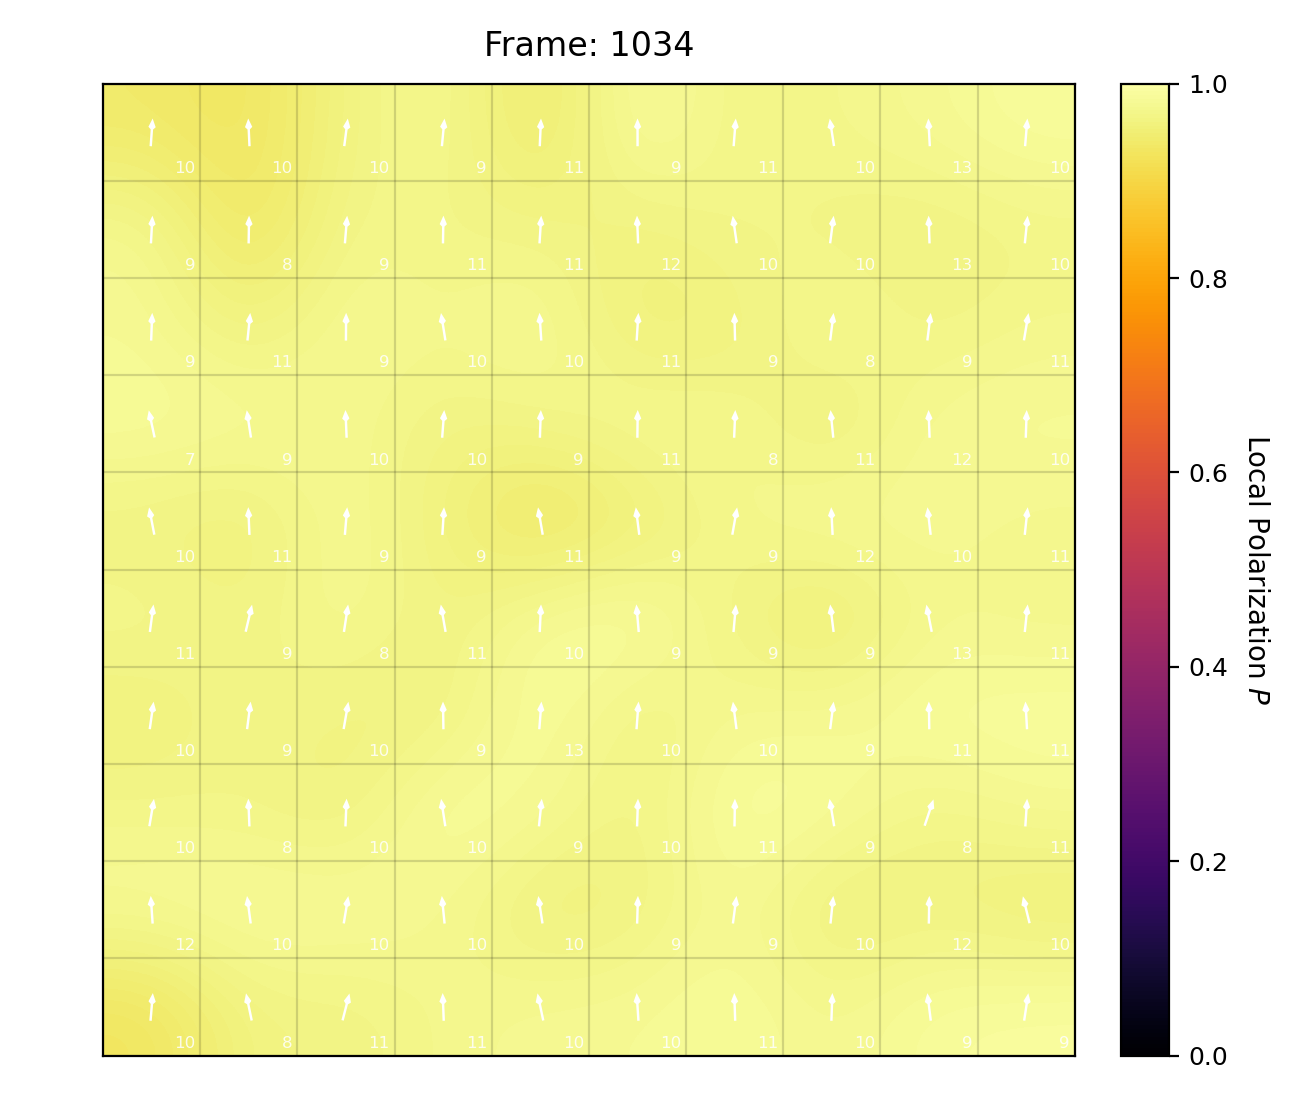 Frame: 1034
10 10 10 9 11 9 11 10 13 10
9 8 9 11 11 12 10 10 13 10
9 11 9 10 10 11 9 8 9 11
7 9 10 10 9 11 8 11 12 10
10 11 9 9 11 9 9 12 10 11
11 9 8 11 10 9 9 9 13 11
10 9 10 9 13 10 10 9 11 11
10 8 10 10 9 10 11 9 8 11
12 10 10 10 10 9 9 10 12 10
10 8 11 11 10 10 11 10 9 9
1.0
0.8
0.6
0.4
0.2
0.0
Local Polarization P